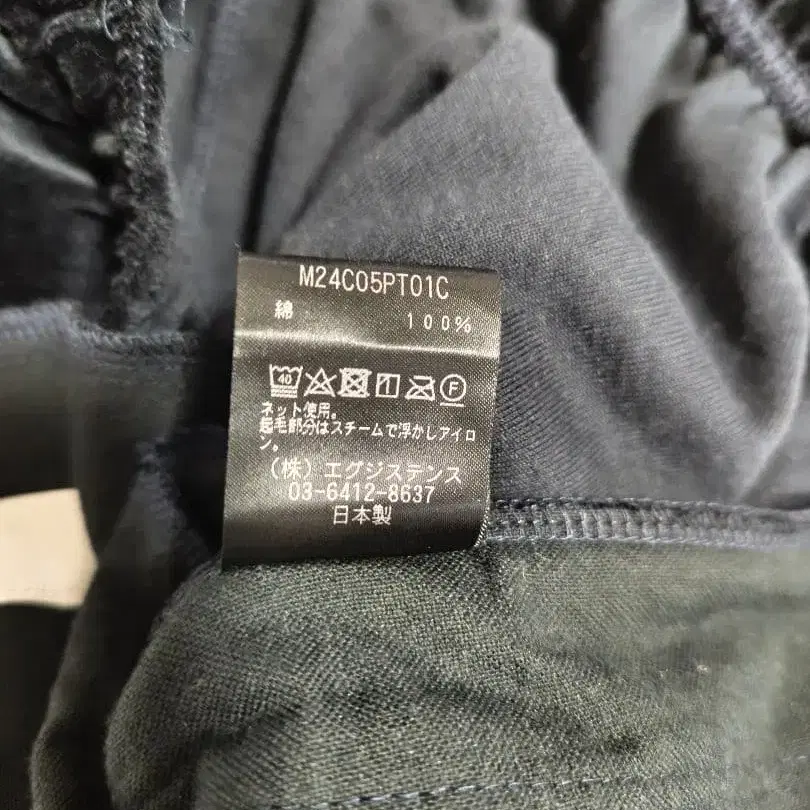 M24C05PT01C
綿 100%
40 F
ネット使用。
起毛部分はスチームで浮かしアイロ
ン。
(株)エグジステンス
03-6412-8637
日本製